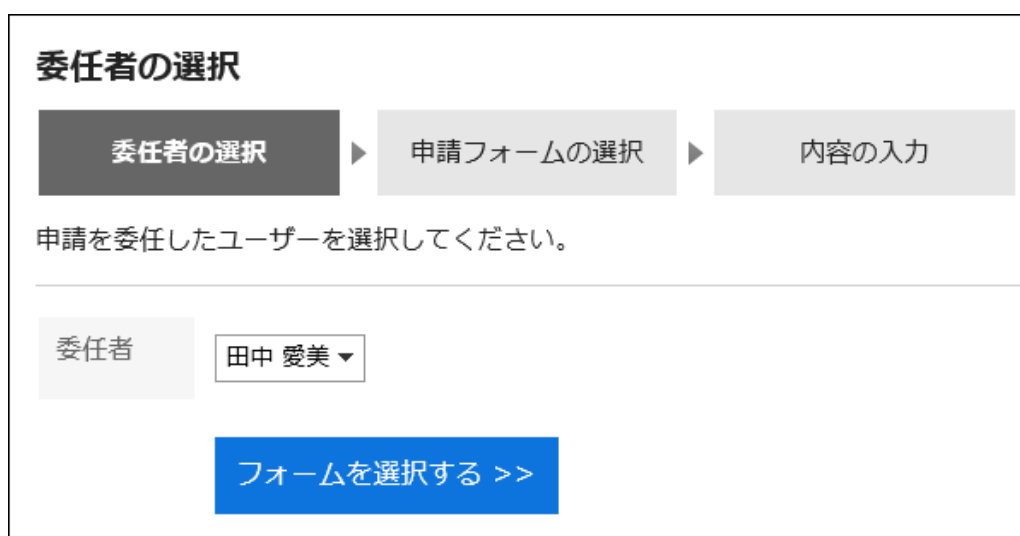 委任者の選択
委任者の選択 ▶ 申請フォームの選択 ▶ 内容の入力
申請を委任したユーザーを選択してください。
委任者 田中 愛美
フォームを選択する >>